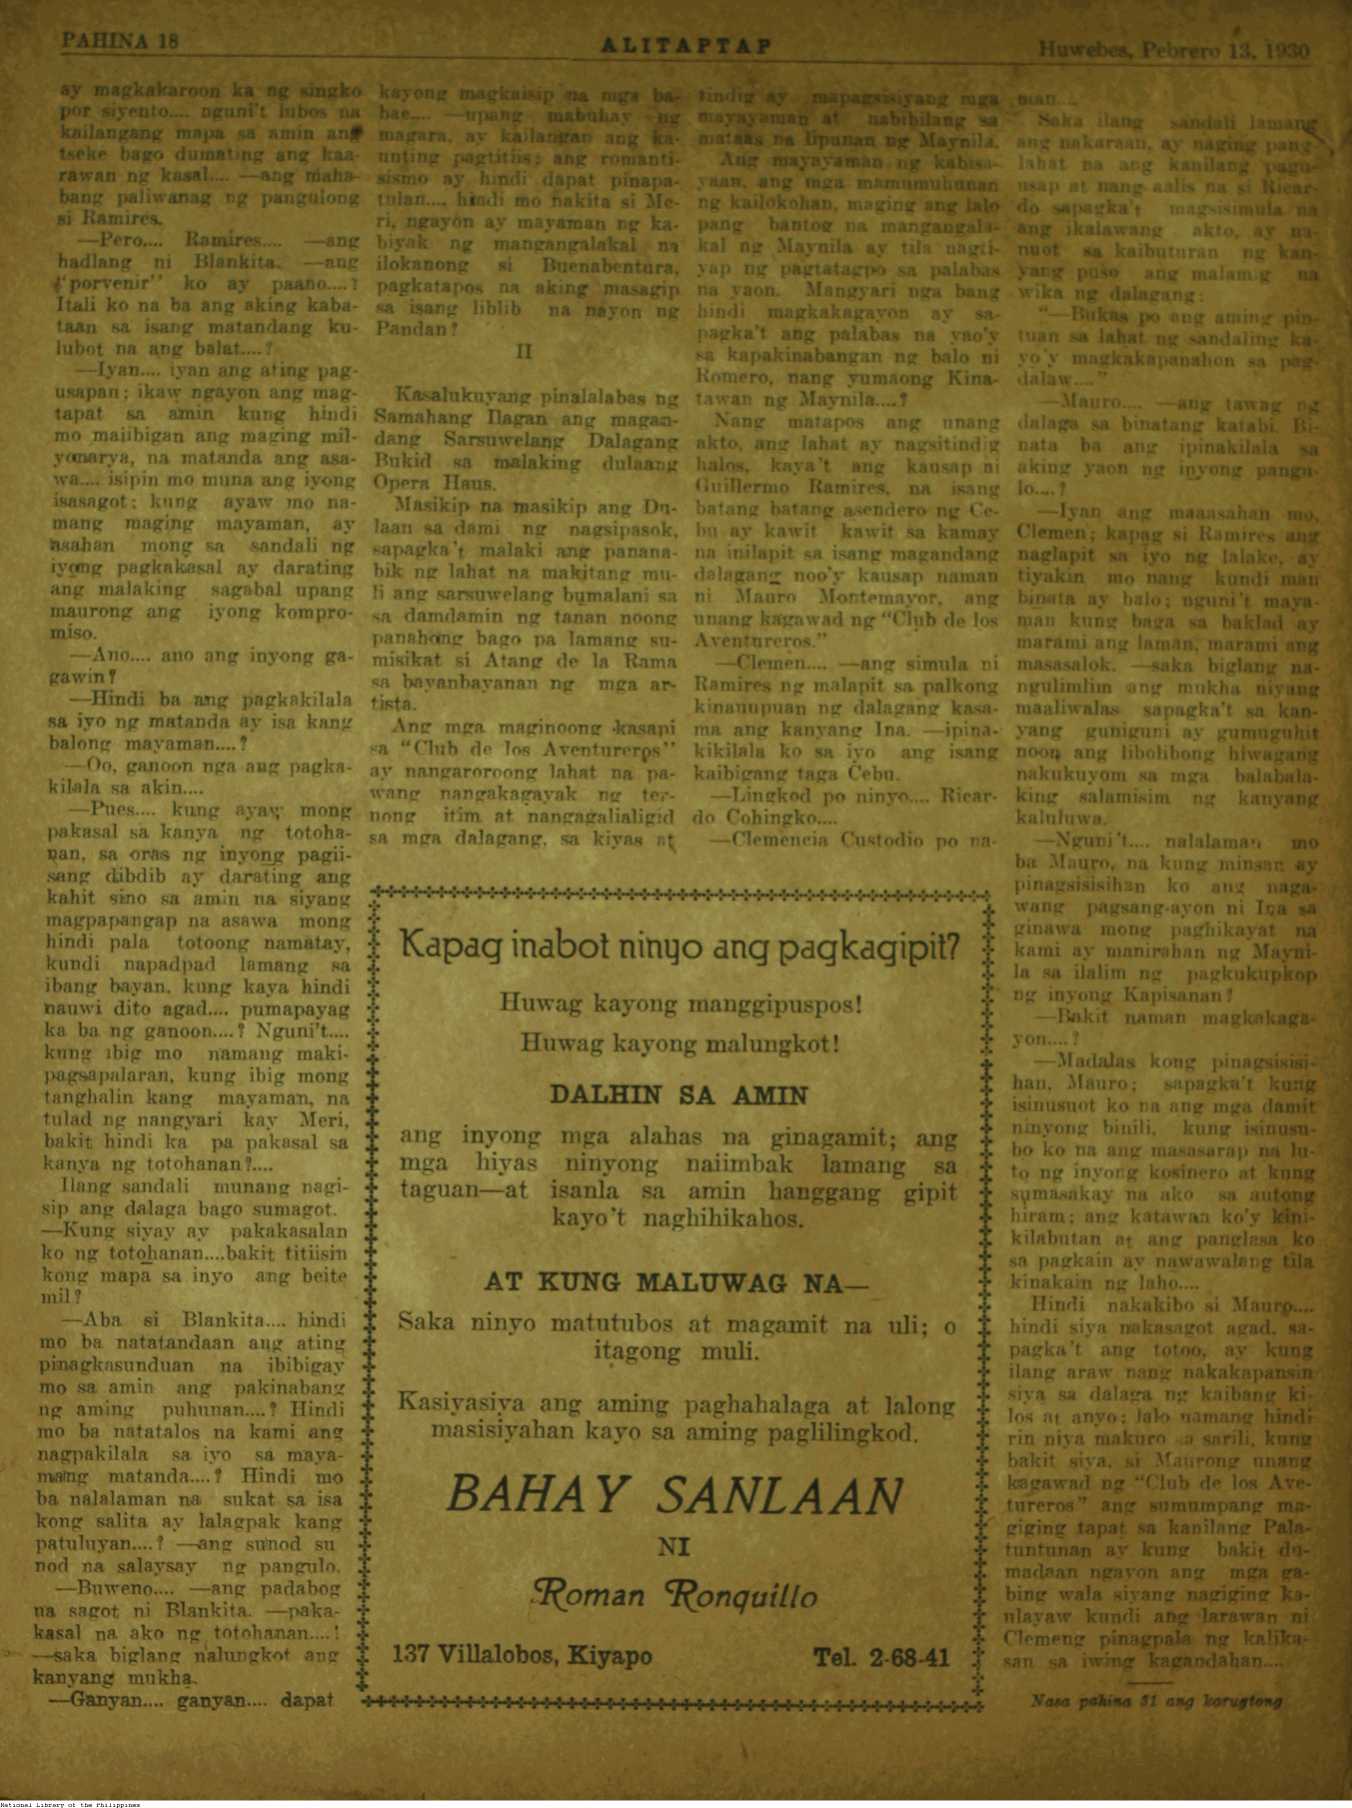 PAHINA 18
ALITAPTAP
Huwebes, Pebrero 13, 1930
ay magkakaroon ka ng singko
por siyento.... nguni't lubos na
kailangang mapa sa amin ang
tseke bago dumating ang kaa-
rawan ng kasal.... —ang maha-
bang paliwanag ng pangulong
si Ramires.
—Pero.... Ramires.... —ang
hadlang ni Blankita. —ang
"porvenir" ko ay paano....?
Itali ko na ba ang aking kaba-
taan sa isang matandang ku-
lubot na ang balat....?
—Iyan.... iyan ang ating pag-
usapan; ikaw ngayon ang mag-
tapat sa amin kung hindi
mo maiibigan ang maging mil-
yonarya, na matanda ang asa-
wa.... isipin mo muna ang iyong
isasagot; kung ayaw mo na-
mang maging mayaman, ay
asahan mong sa sandali ng
iyong pagkakasal ay darating
ang malaking sagabal upang
maurong ang iyong kompro-
miso.
—Ano.... ano ang inyong ga-
gawin?
—Hindi ba ang pagkakilala
sa iyo ng matanda ay isa kang
balong mayaman....?
—Oo, ganoon nga ang pagka-
kilala sa akin....
—Pues.... kung ayaw mong
pakasal sa kanya ng totoha-
nan, sa oras ng inyong pagii-
sang dibdib ay darating ang
kahit sino sa amin na siyang
magpapangap na asawa mong
hindi pala totoong namatay,
kundi napadpad lamang sa
ibang bayan, kung kaya hindi
nauwi dito agad.... pumapayag
ka ba ng ganoon....? Nguni't....
kung ibig mo namang maki-
pagsapalaran, kung ibig mong
tanghalin kang mayaman, na
tulad ng nangyari kay Meri,
bakit hindi ka pa pakasal sa
kanya ng totohanan?....
Ilang sandali munang nagi-
sip ang dalaga bago sumagot.
—Kung siyay ay pakakasalan
ko ng totohanan....bakit titiisin
kong mapa sa inyo ang beite
mil?
—Aba si Blankita.... hindi
mo ba natatandaan ang ating
pinagkasunduan na ibibigay
mo sa amin ang pakinabang
ng aming puhunan....? Hindi
mo ba natatalos na kami ang
nagpakilala sa iyo sa maya-
mang matanda....? Hindi mo
ba nalalaman na sukat sa isa
kong salita ay lalagpak kang
patuluyan....? —ang sunod su
nod na salaysay ng pangulo.
—Buweno.... —ang padabog
na sagot ni Blankita. —paka-
kasal na ako ng totohanan....!
—saka biglang nalungkot ang
kanyang mukha.
—Ganyan.... ganyan.... dapat
kayong magkaisip na mga ba-
bae.... —upang mabuhay ng
magara, ay kailangan ang ka-
unting pagtitiis; ang romanti-
sismo ay hindi dapat pinapa-
tulan.... hindi mo nakita si Me-
ri, ngayon ay mayaman ng ka-
biyak ng mangangalakal na
ilokanong si Buenabentura,
pagkatapos na aking masagip
sa isang liblib na nayon ng
Pandan?
II
Kasalukuyang pinalalabas ng
Samahang Ilagan ang magan-
dang Sarsuwelang Dalagang
Bukid sa malaking dulaang
Opera Haus.
Masikip na masikip ang Du-
laan sa dami ng nagsipasok,
sapagka't malaki ang panana-
bik ng lahat na makitang mu-
li ang sarsuwelang bumalani sa
sa damdamin ng tanan noong
panahong bago pa lamang su-
misikat si Atang de la Rama
sa bayanbayanan ng mga ar-
tista.
Ang mga maginoong kasapi
sa "Club de los Aventureros"
ay nangaroroong lahat na pa-
wang nangakagayak ng ter-
nong itim at nangagalialigid
sa mga dalagang, sa kiyas at
tindig ay mapagsisiyang mga
mayayaman at nabibilang sa
mataas na lipunan ng Maynila.
Ang mayayaman ng kabisa-
yaan, ang mga mamumuhunan
ng kailokohan, maging ang lalo
pang bantog na mangangala-
kal ng Maynila ay tila nagti-
yap ng pagtatagpo sa palabas
na yaon. Mangyari nga bang
hindi magkakagayon ay sa-
pagka't ang palabas na yao'y
sa kapakinabangan ng balo ni
Romero, nang yumaong Kina-
tawan ng Maynila....?
Nang matapos ang unang
akto, ang lahat ay nagsitindig
halos, kaya't ang kausap ni
Guillermo Ramires, na isang
batang batang asendero ng Ce-
bu ay kawit kawit sa kamay
na inilapit sa isang magandang
dalagang noo'y kausap naman
ni Mauro Montemayor, ang
unang kagawad ng "Club de los
Aventureros."
—Clemen.... —ang simula ni
Ramires ng malapit sa palkong
kinauupuan ng dalagang kasa-
ma ang kanyang Ina. —ipina-
kikilala ko sa iyo ang isang
kaibigang taga Cebu.
—Lingkod po ninyo.... Ricar-
do Cohingko....
—Clemencia Custodio po na-
man....
Saka ilang sandali lamang
ang nakaraan, ay naging pang-
lahat na ang kanilang pagu-
usap at nang aalis na si Ricar-
do sapagka't magsisimula na
ang ikalawang akto, ay na-
nuot sa kaibuturan ng kan-
yang puso ang malamig na
wika ng dalagang:
"—Bukas po ang aming pin-
tuan sa lahat ng sandaling ka-
yo'y magkakapanahon sa pag-
dalaw...."
—Mauro.... —ang tawag ng
dalaga sa binatang katabi. Bi-
nata ba ang ipinakilala sa
aking yaon ng inyong pangu-
lo....?
—Iyan ang maaasahan mo,
Clemen; kapag si Ramires ang
naglapit sa iyo ng lalake, ay
tiyakin mo nang kundi man
binata ay balo; nguni't maya-
man kung baga sa baklad ay
marami ang laman, marami ang
masasalok. —saka biglang na-
ngulimlim ang mukha niyang
maaliwalas sapagka't sa kan-
yang guniguni ay gumuguhit
noon ang libolibong hiwagang
nakukuyom sa mga balabala-
king salamisim ng kanyang
kaluluwa.
—Nguni't.... nalalaman mo
ba Mauro, na kung minsan ay
pinagsisisihan ko ang naga-
wang pagsang-ayon ni Ina sa
ginawa mong paghikayat na
kami ay manirahan ng Mayni-
la sa ilalim ng pagkukupkop
ng inyong Kapisanan?
—Bakit naman magkakaga-
yon....?
—Madalas kong pinagsisisi-
han, Mauro; sapagka't kung
isinusuot ko na ang mga damit
ninyong binili, kung isinusu-
bo ko na ang masasarap na lu-
to ng inyong kosinero at kung
sumasakay na ako sa autong
hiram; ang katawan ko'y kini-
kilabutan at ang panglasa ko
sa pagkain ay nawawalang tila
kinakain ng laho....
Hindi nakakibo si Mauro....
hindi siya nakasagot agad, sa-
pagka't ang totoo, ay kung
ilang araw nang nakakapansin
siya sa dalaga ng kaibang ki-
los at anyo; lalo namang hindi
rin niya makuro sa sarili, kung
bakit siya, si Maurong unang
kagawad ng "Club de los Ave-
tureros" ang sumumpang ma-
giging tapat sa kanilang Pala-
tuntunan ay kung bakit du-
madaan ngayon ang mga ga-
bing wala siyang nagiging ka-
ulayaw kundi ang larawan ni
Clemeng pinagpala ng kalika-
san sa iwing kagandahan....
Nasa pahina 31 ang karugtong
Kapag inabot ninyo ang pagkagipit?
Huwag kayong manggipuspos!
Huwag kayong malungkot!
DALHIN SA AMIN
ang inyong mga alahas na ginagamit; ang
mga hiyas ninyong naiimbak lamang sa
taguan—at isanla sa amin hanggang gipit
kayo't naghihikahos.
AT KUNG MALUWAG NA—
Saka ninyo matutubos at magamit na uli; o
itagong muli.
Kasiyasiya ang aming paghahalaga at lalong
masisiyahan kayo sa aming paglilingkod.
BAHAY SANLAAN
NI
Roman Ronquillo
137 Villalobos, Kiyapo
Tel. 2-68-41
National Library of the Philippines